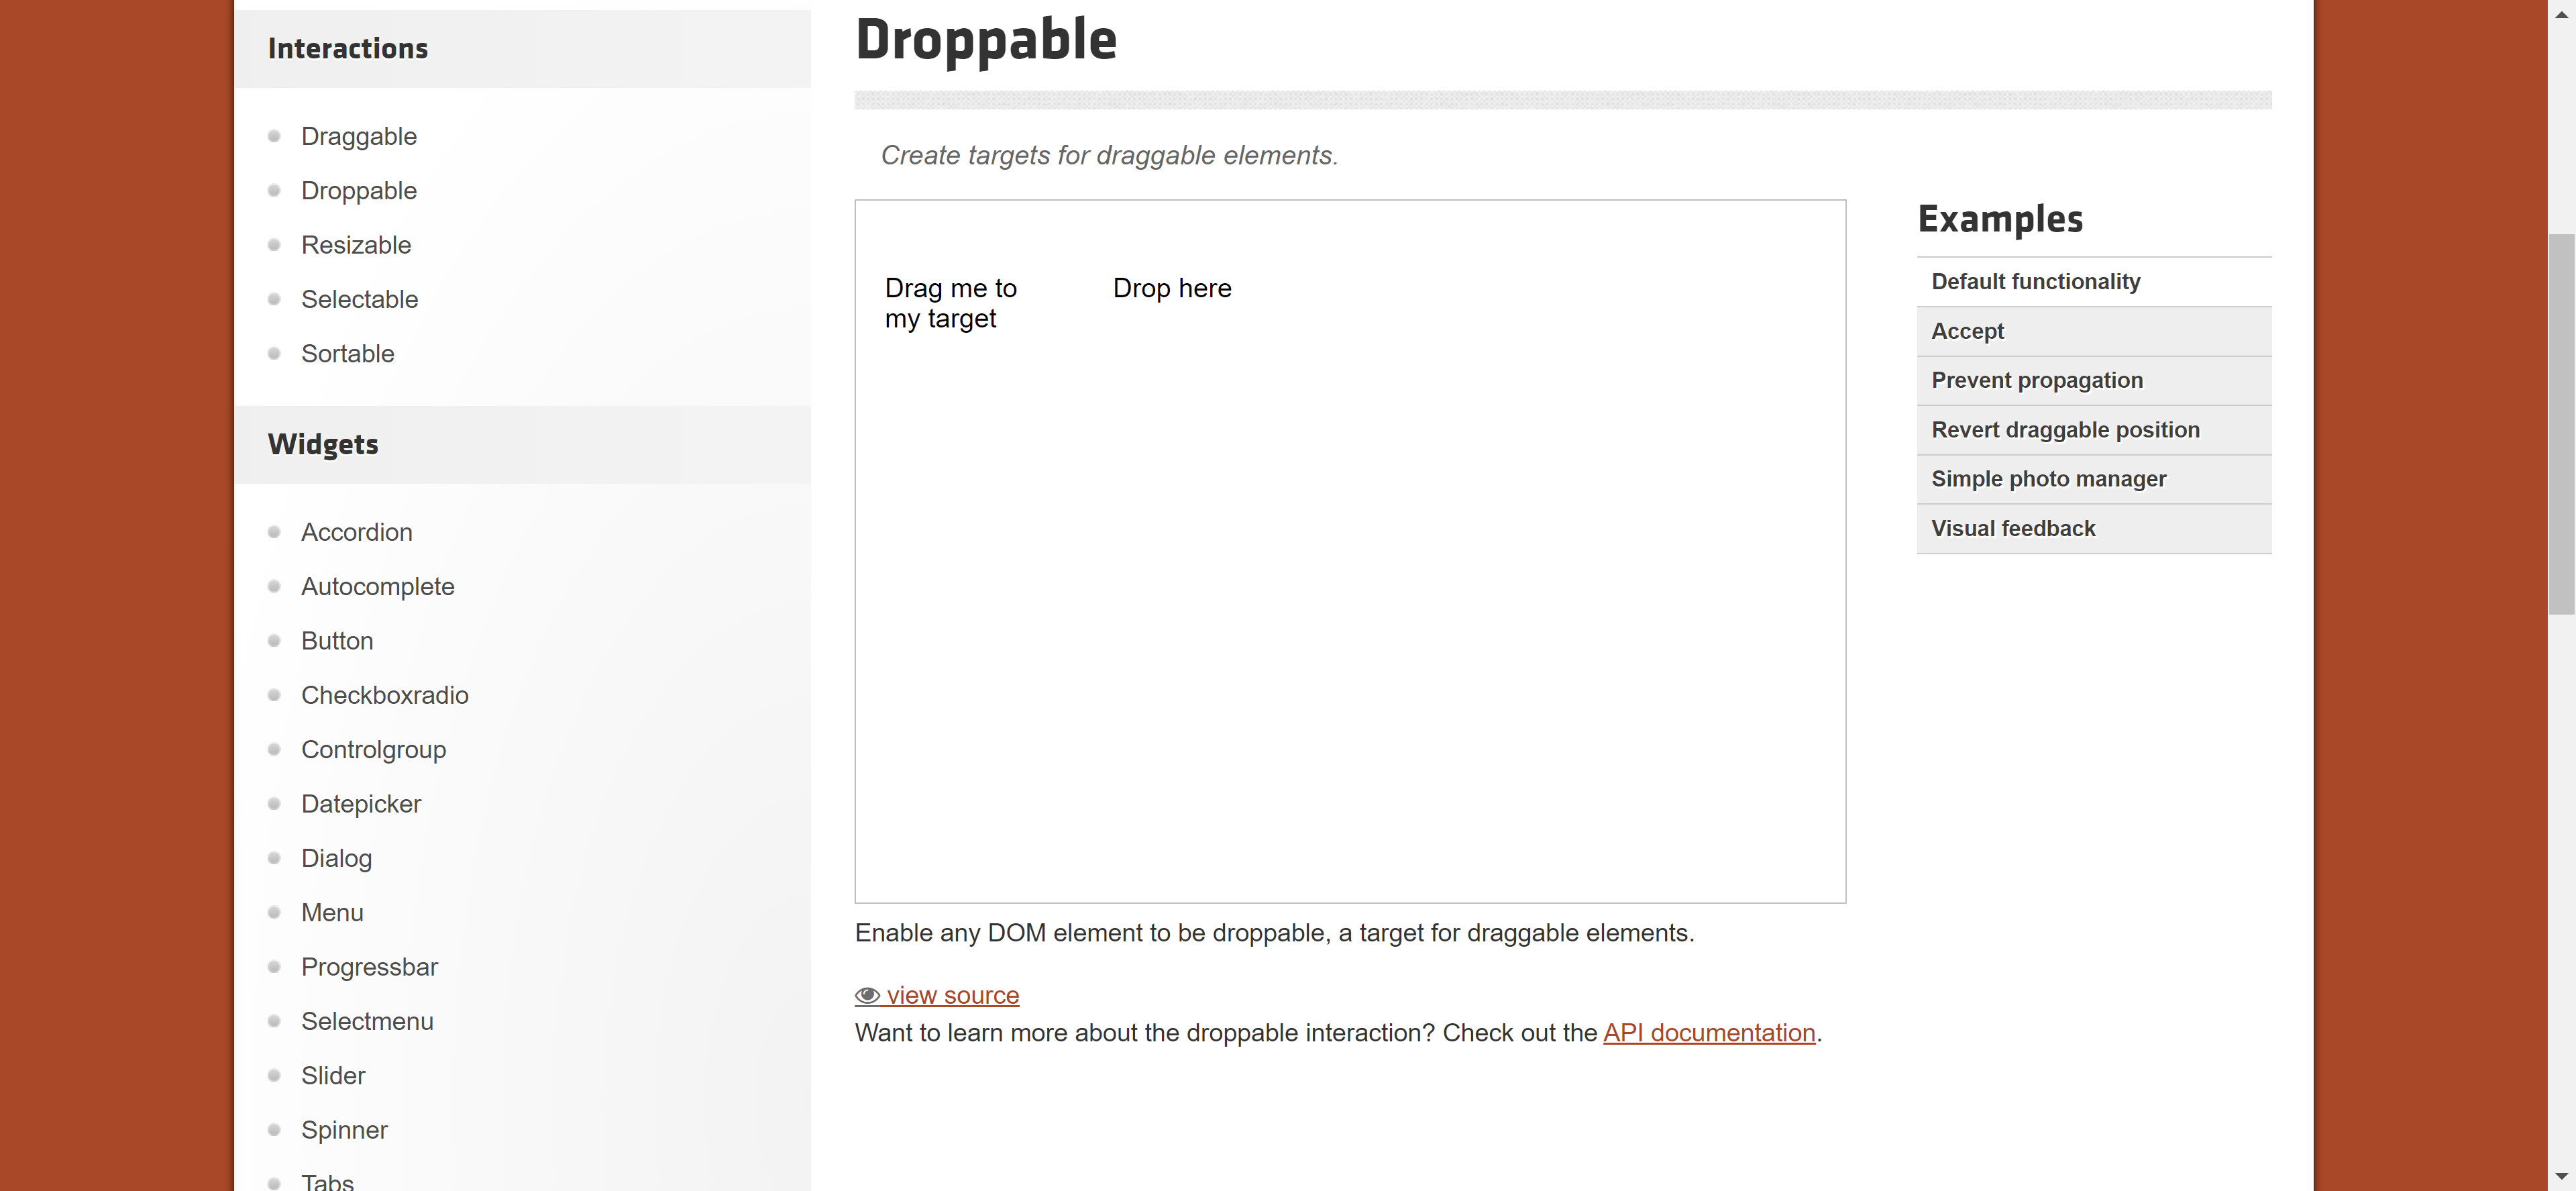 Interactions
Draggable
Droppable
Resizable
Selectable
Sortable
Widgets
Accordion
Autocomplete
Button
Checkboxradio
Controlgroup
Datepicker
Dialog
Menu
Progressbar
Selectmenu
Slider
Spinner
Tabs
Droppable
Create targets for draggable elements.
Drag me to
my target
Drop here
Enable any DOM element to be droppable, a target for draggable elements.
view source
Want to learn more about the droppable interaction? Check out the API documentation.
Examples
Default functionality
Accept
Prevent propagation
Revert draggable position
Simple photo manager
Visual feedback